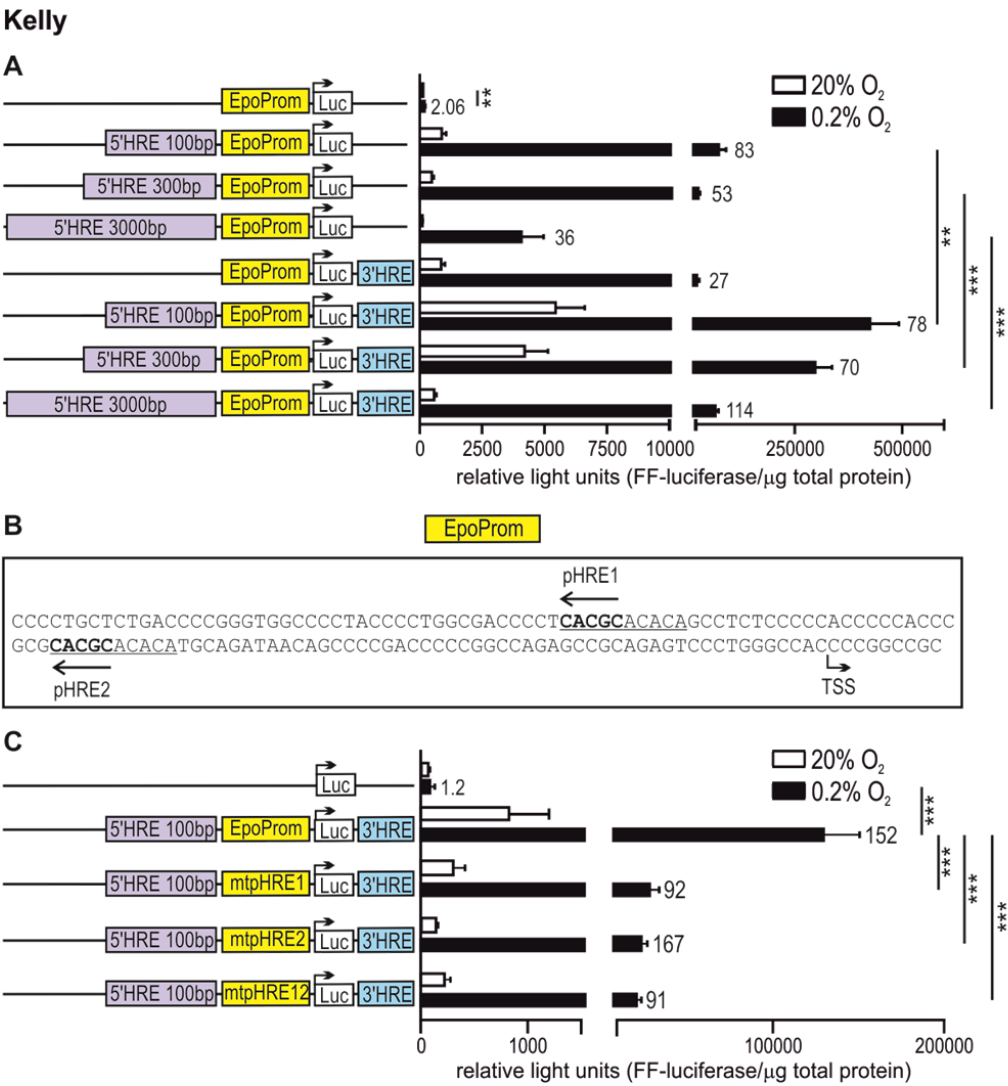 Kelly
A
20% O2
0.2% O2
EpoProm Luc 2.06 **
5'HRE 100bp EpoProm Luc 83
5'HRE 300bp EpoProm Luc 53
5'HRE 3000bp EpoProm Luc 36
EpoProm Luc 3'HRE 27
5'HRE 100bp EpoProm Luc 3'HRE 78
5'HRE 300bp EpoProm Luc 3'HRE 70
5'HRE 3000bp EpoProm Luc 3'HRE 114
** *** ***
0 2500 5000 7500 10000 250000 500000
relative light units (FF-luciferase/μg total protein)
B
EpoProm
pHRE1
CCCCTGCTCTGACCCCGGGTGGCCCCTACCCCTGGCGACCCCTCACGCACACAGCCTCTCCCCCACCCCCACCC
GCGCACGCACACATGCAGATAACAGCCCCGACCCCCGGCCAGAGCCGCAGAGTCCCTGGGCCACCCCGGCCGC
pHRE2 TSS
C
20% O2
0.2% O2
Luc 1.2
5'HRE 100bp EpoProm Luc 3'HRE 152
5'HRE 100bp mtpHRE1 Luc 3'HRE 92
5'HRE 100bp mtpHRE2 Luc 3'HRE 167
5'HRE 100bp mtpHRE12 Luc 3'HRE 91
*** *** *** ***
0 1000 100000 200000
relative light units (FF-luciferase/μg total protein)